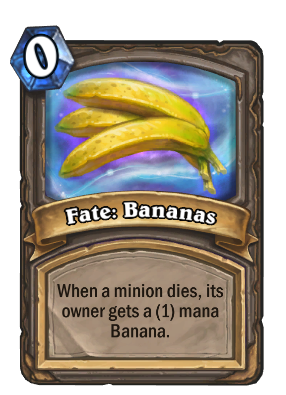 0
Fate: Bananas
When a minion dies, its
owner gets a (1) mana
Banana.